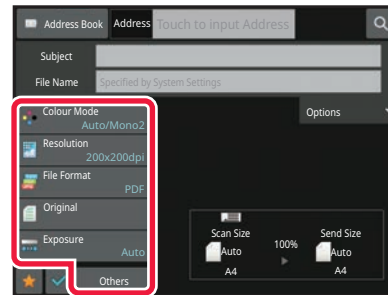 Address Book
Address
Touch to input Address
Subject
File Name
Specified by System Settings
Colour Mode
Auto/Mono2
Options
Resolution
200x200dpi
File Format
PDF
Original
Exposure
Auto
Scan Size
Auto
A4
100%
Send Size
Auto
A4
Others